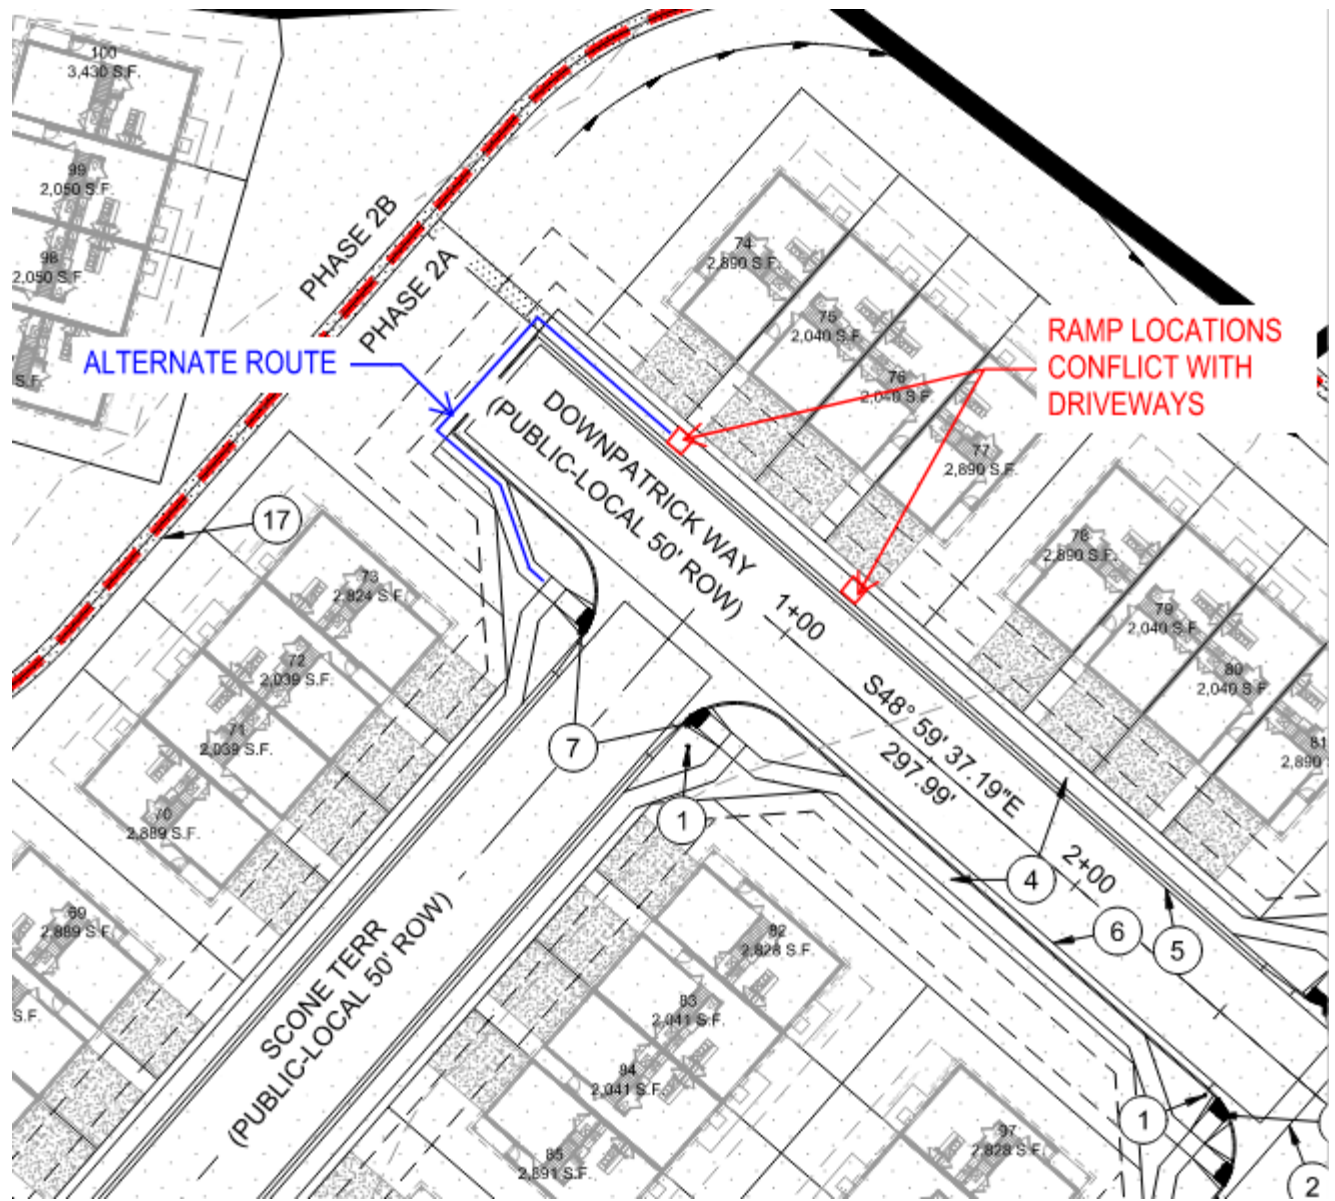 100
3,430 S.F.
99
2,050 S.F.
98
2,050 S.F.
S.F.
PHASE 2B
PHASE 2A
ALTERNATE ROUTE
RAMP LOCATIONS
CONFLICT WITH
DRIVEWAYS
74
2,890 S.F.
75
2,040 S.F.
76
2,040 S.F.
77
2,890 S.F.
78
2,890 S.F.
79
2,040 S.F.
80
2,040 S.F.
81
2,890
DOWNPATRICK WAY
(PUBLIC-LOCAL 50' ROW)
1+00
S48° 59' 37.19"E
297.99'
2+00
17
73
2,824 S.F.
72
2,039 S.F.
71
2,039 S.F.
70
2,889 S.F.
69
2,889 S.F.
S.F.
7
1
4
6
5
SCONE TERR
(PUBLIC-LOCAL 50' ROW)
82
2,828 S.F.
83
2,041 S.F.
84
2,041 S.F.
85
2,891 S.F.
97
2,828 S.F.
1
2